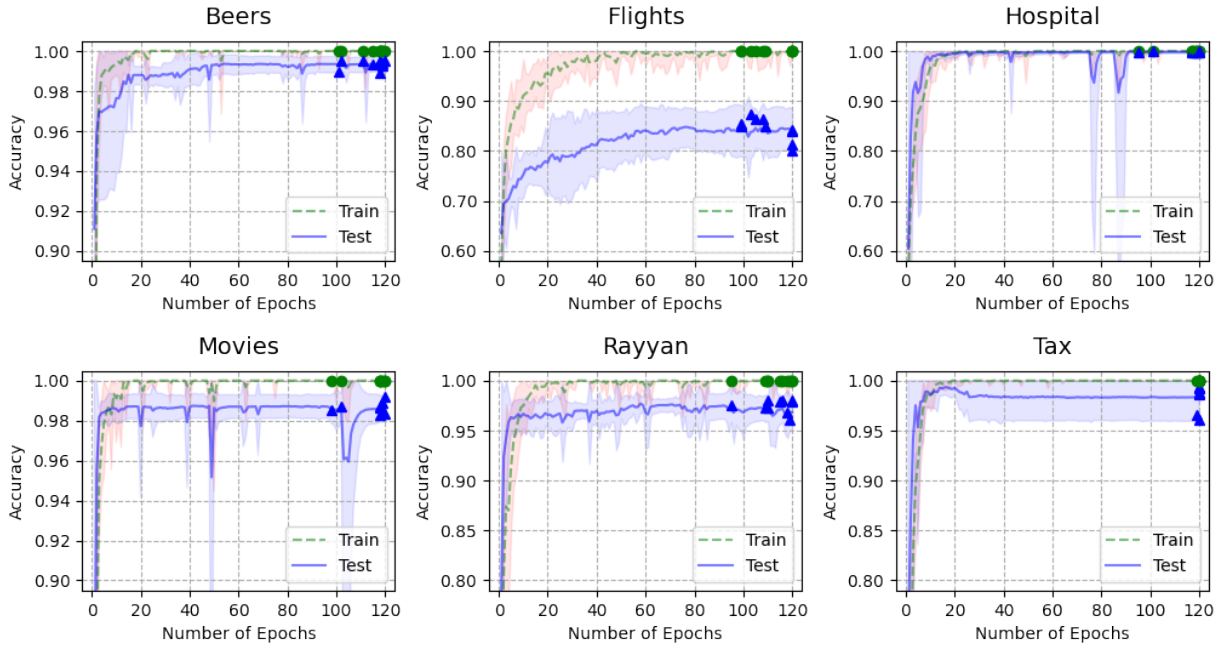 Beers
Accuracy
1.00
0.98
0.96
0.94
0.92
0.90
0 20 40 60 80 100 120
Number of Epochs
Train
Test
Flights
Accuracy
1.00
0.90
0.80
0.70
0.60
0 20 40 60 80 100 120
Number of Epochs
Train
Test
Hospital
Accuracy
1.00
0.90
0.80
0.70
0.60
0 20 40 60 80 100 120
Number of Epochs
Train
Test
Movies
Accuracy
1.00
0.98
0.96
0.94
0.92
0.90
0 20 40 60 80 100 120
Number of Epochs
Train
Test
Rayyan
Accuracy
1.00
0.95
0.90
0.85
0.80
0 20 40 60 80 100 120
Number of Epochs
Train
Test
Tax
Accuracy
1.00
0.95
0.90
0.85
0.80
0 20 40 60 80 100 120
Number of Epochs
Train
Test